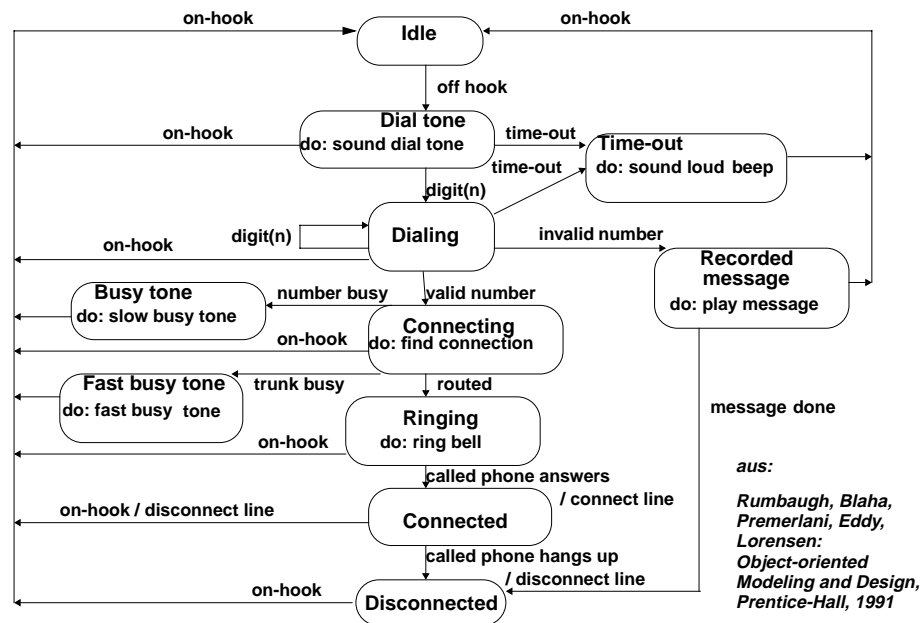 on-hook
on-hook
Idle
off hook
Dial tone
do: sound dial tone
on-hook
time-out
Time-out
do: sound loud beep
time-out
digit(n)
digit(n)
Dialing
invalid number
on-hook
Recorded
message
do: play message
Busy tone
do: slow busy tone
number busy
valid number
Connecting
do: find connection
on-hook
Fast busy tone
do: fast busy tone
trunk busy
routed
message done
Ringing
do: ring bell
on-hook
called phone answers
/ connect line
on-hook / disconnect line
Connected
called phone hangs up
/ disconnect line
on-hook
Disconnected
aus:
Rumbaugh, Blaha,
Premerlani, Eddy,
Lorensen:
Object-oriented
Modeling and Design,
Prentice-Hall, 1991